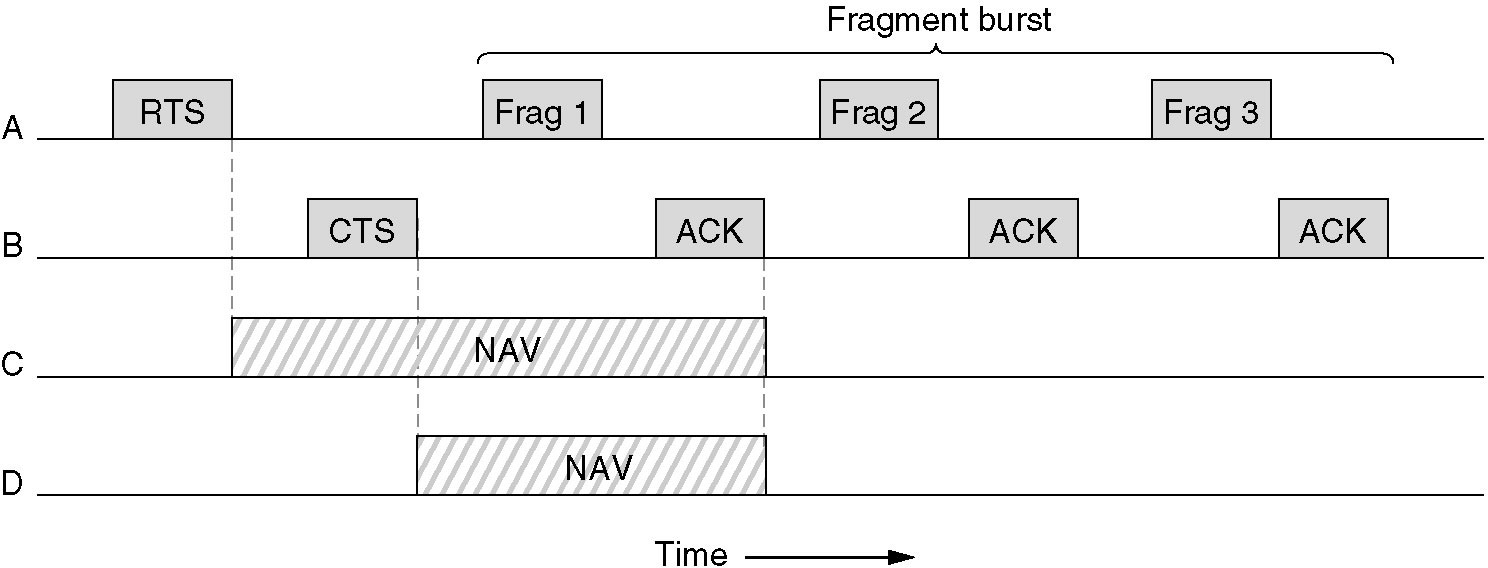 Fragment burst
A RTS Frag 1 Frag 2 Frag 3
B CTS ACK ACK ACK
C NAV
D NAV
Time